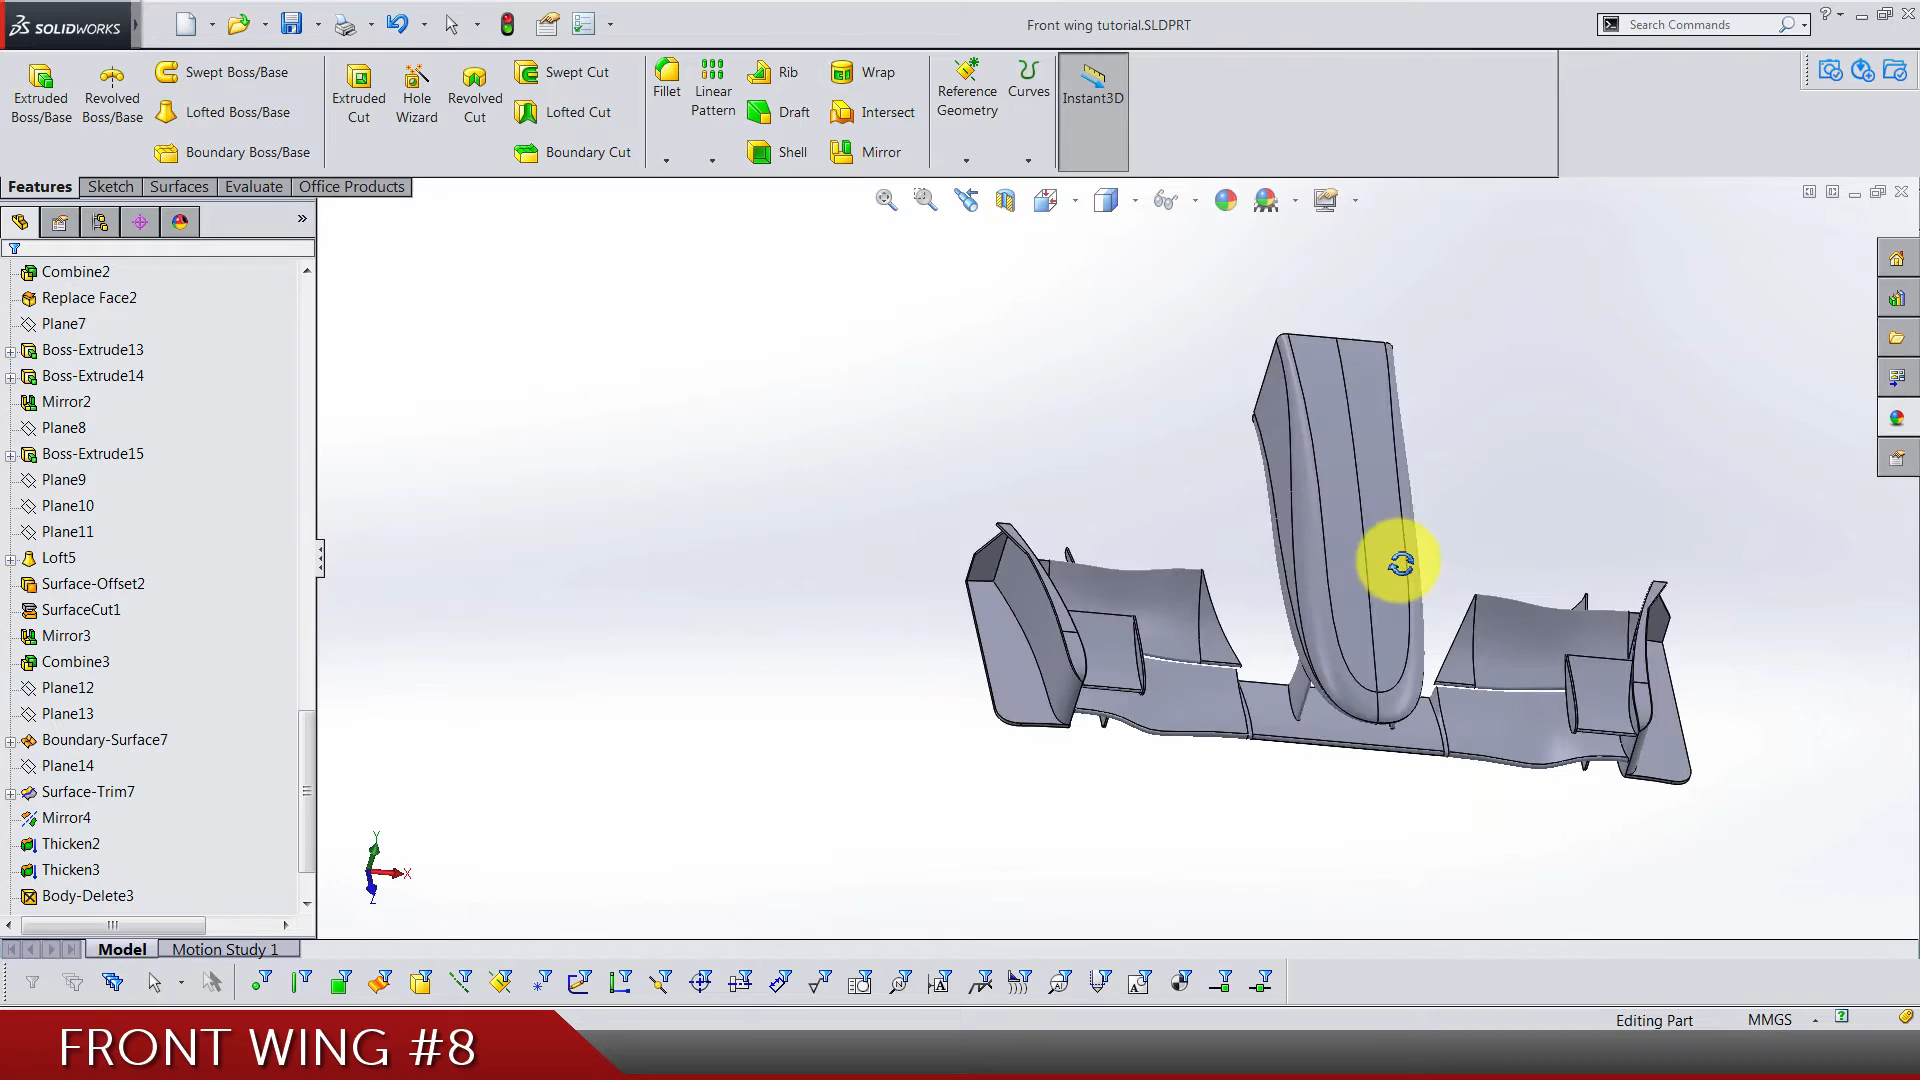 SOLIDWORKS
Front wing tutorial.SLDPRT
Search Commands
Extruded Boss/Base
Revolved Boss/Base
Swept Boss/Base
Lofted Boss/Base
Boundary Boss/Base
Extruded Cut
Hole Wizard
Revolved Cut
Swept Cut
Lofted Cut
Boundary Cut
Fillet
Linear Pattern
Rib
Draft
Shell
Wrap
Intersect
Mirror
Reference Geometry
Curves
Instant3D
Features
Sketch
Surfaces
Evaluate
Office Products
Combine2
Replace Face2
Plane7
Boss-Extrude13
Boss-Extrude14
Mirror2
Plane8
Boss-Extrude15
Plane9
Plane10
Plane11
Loft5
Surface-Offset2
SurfaceCut1
Mirror3
Combine3
Plane12
Plane13
Boundary-Surface7
Plane14
Surface-Trim7
Mirror4
Thicken2
Thicken3
Body-Delete3
Y
X
Z
Model
Motion Study 1
Editing Part
MMGS
FRONT WING #8